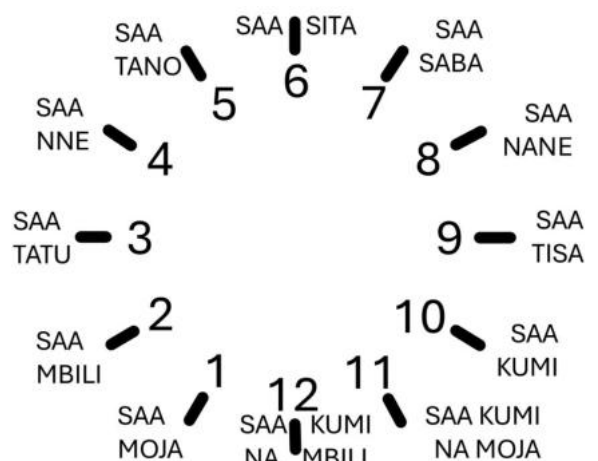 SAA SITA
6
SAA
SABA
7
SAA
NANE
8
SAA
TISA
9
SAA
KUMI
10
SAA KUMI
NA MOJA
11
SAA KUMI
NA MBILI
12
SAA
MOJA
1
SAA
MBILI
2
SAA
TATU
3
SAA
NNE
4
SAA
TANO
5